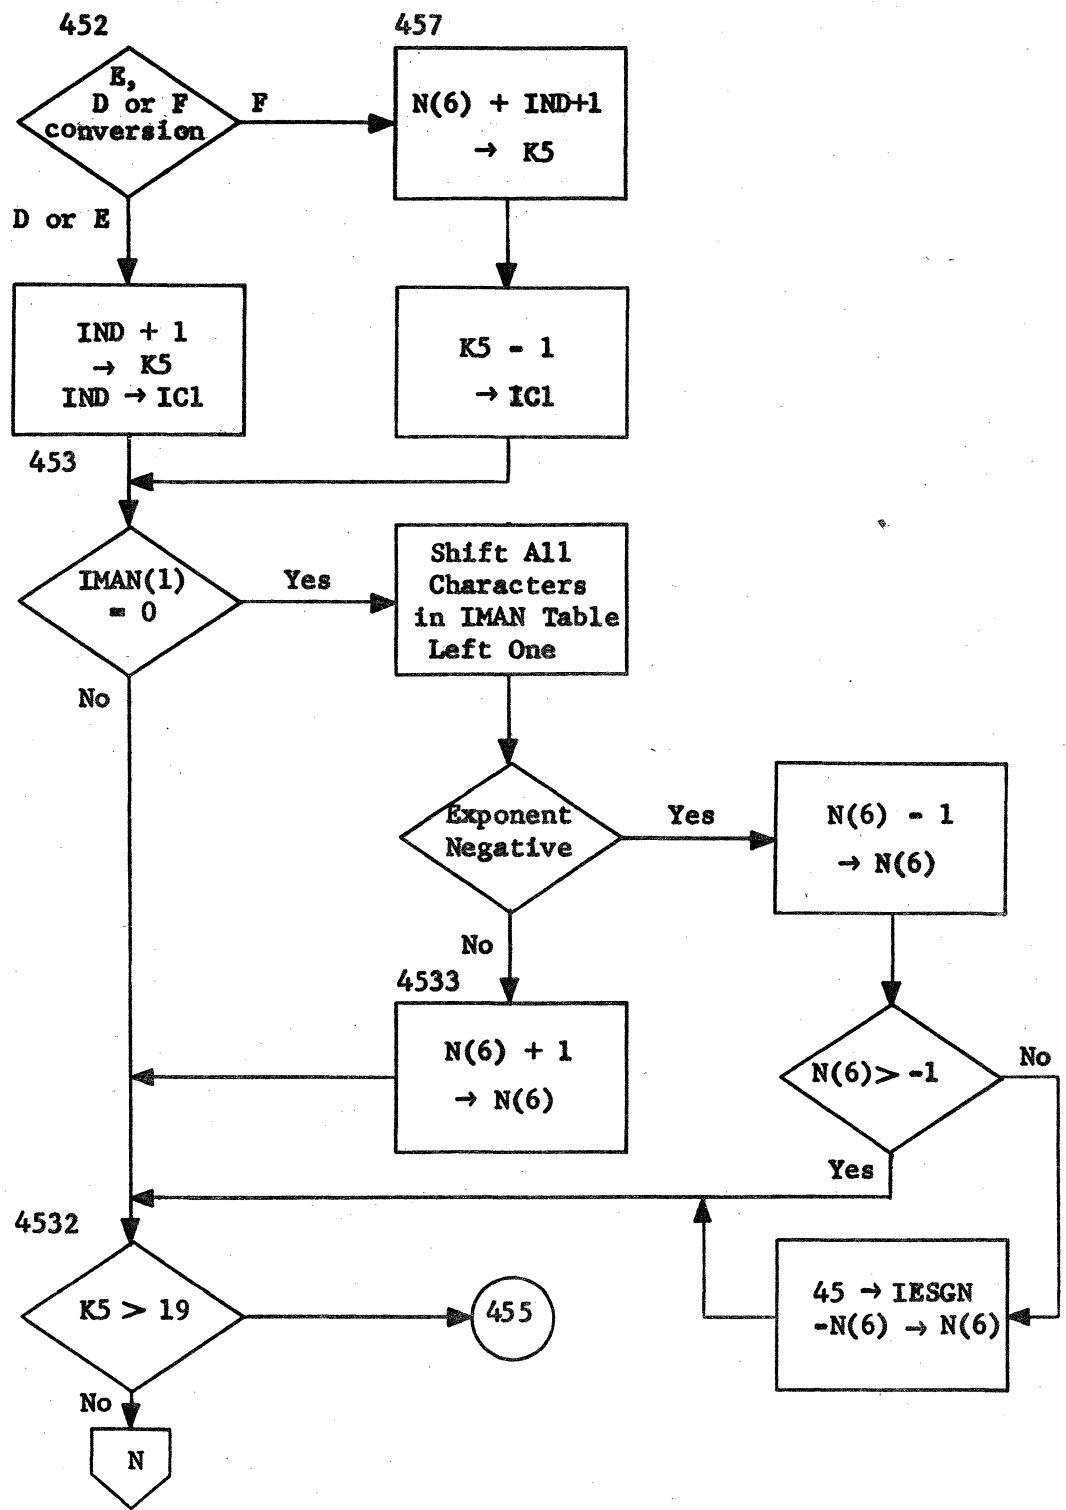 452
E,
D or F
conversion
F
D or E
457
N(6) + IND+1
→ K5
IND + 1
→ K5
IND → IC1
K5 - 1
→ IC1
453
IMAN(1)
= 0
Yes
No
Shift All
Characters
in IMAN Table
Left One
Exponent
Negative
Yes
No
N(6) - 1
→ N(6)
4533
N(6) + 1
→ N(6)
N(6) > -1
No
Yes
45 → IESGN
-N(6) → N(6)
4532
K5 > 19
455
No
N